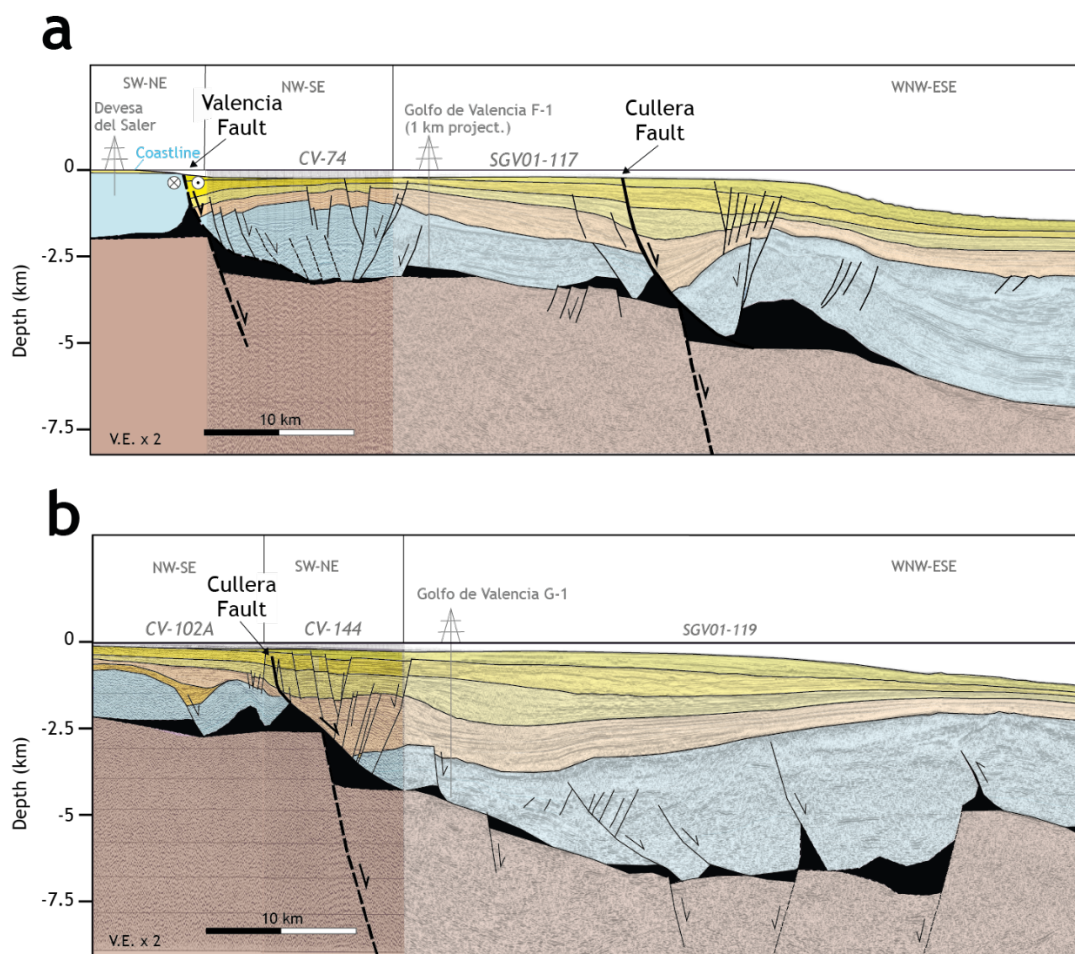 a
SW-NE
NW-SE
WNW-ESE
Devesa
del Saler
Valencia
Fault
Golfo de Valencia F-1
(1 km project.)
Cullera
Fault
Coastline
CV-74
SGV01-117
0
-2.5
-5
-7.5
Depth (km)
10 km
V.E. x 2
b
NW-SE
SW-NE
WNW-ESE
Cullera
Fault
Golfo de Valencia G-1
CV-102A
CV-144
SGV01-119
0
-2.5
-5
-7.5
Depth (km)
10 km
V.E. x 2